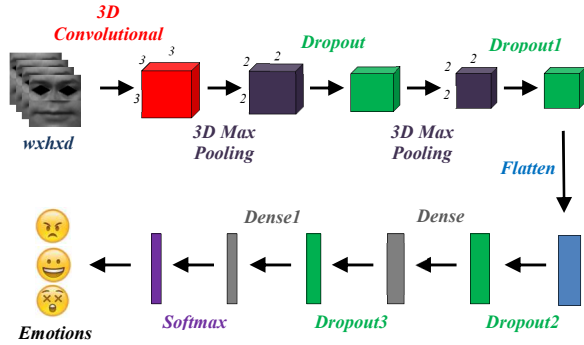 3D
Convolutional
Dropout
Dropout1
3
3
3
2
2
2
2
2
2
wxhxd
3D Max
Pooling
3D Max
Pooling
Flatten
Dense1
Dense
Emotions
Softmax
Dropout3
Dropout2